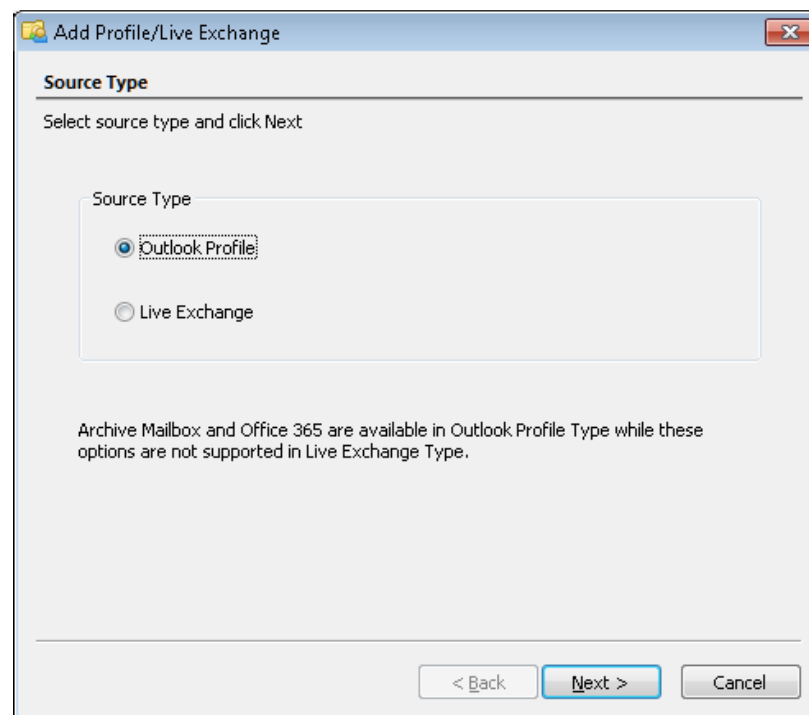 Add Profile/Live Exchange
Source Type
Select source type and click Next
Source Type
Outlook Profile
Live Exchange
Archive Mailbox and Office 365 are available in Outlook Profile Type while these
options are not supported in Live Exchange Type.
< Back
Next >
Cancel